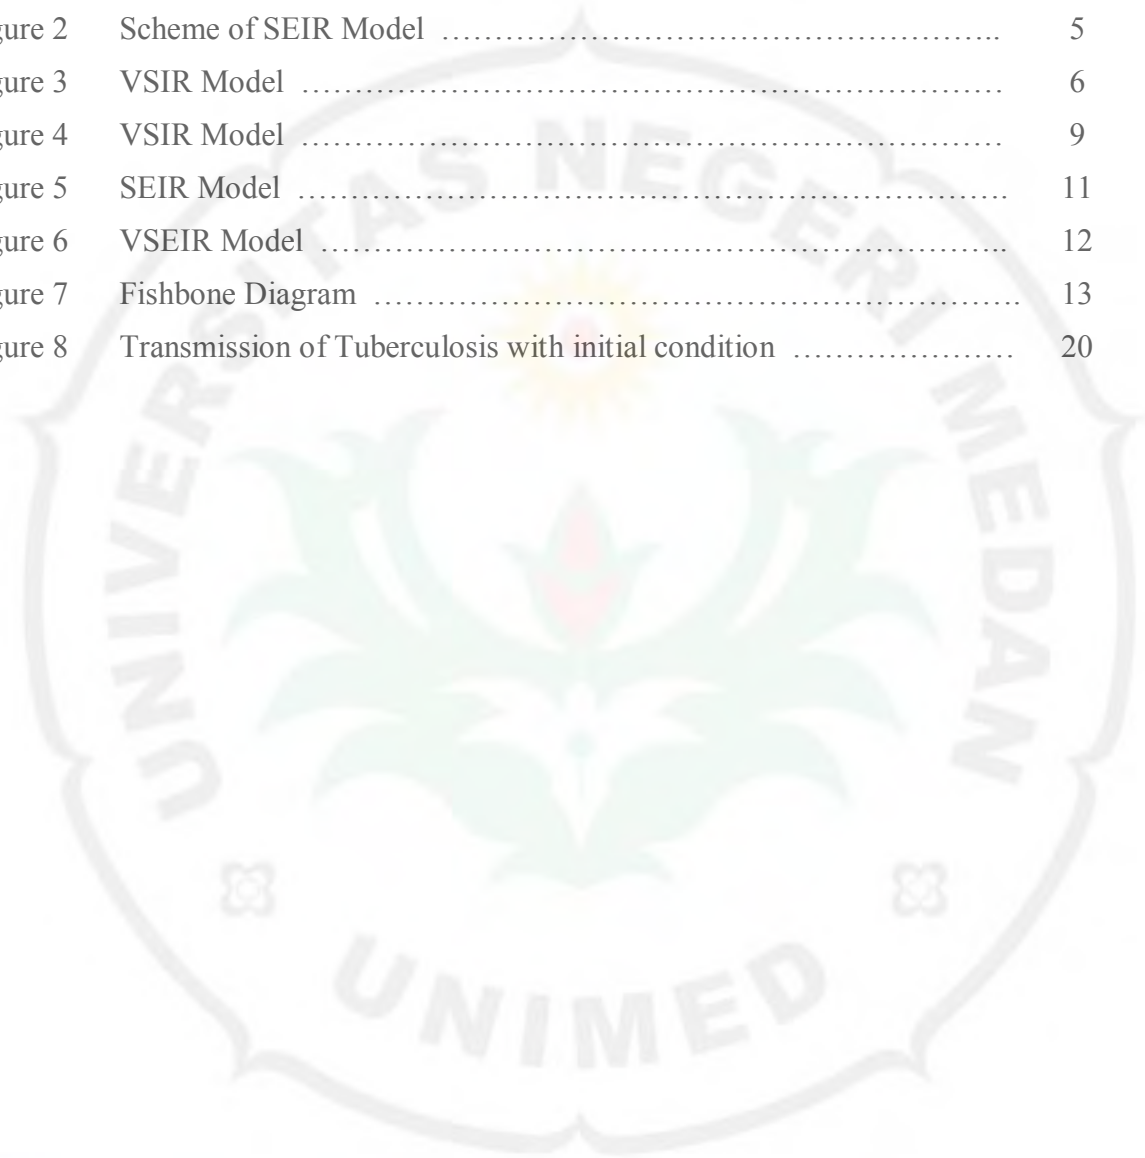 gure 2 Scheme of SEIR Model ……………………………………………….. 5
gure 3 VSIR Model …………………………………………………………… 6
gure 4 VSIR Model …………………………………………………………… 9
gure 5 SEIR Model ……………………………………………………………. 11
gure 6 VSEIR Model ………………………………………………………….. 12
gure 7 Fishbone Diagram ………………………………………………………. 13
gure 8 Transmission of Tuberculosis with initial condition …………………. 20
UNIVERSITAS NEGERI MEDAN
UNIMED